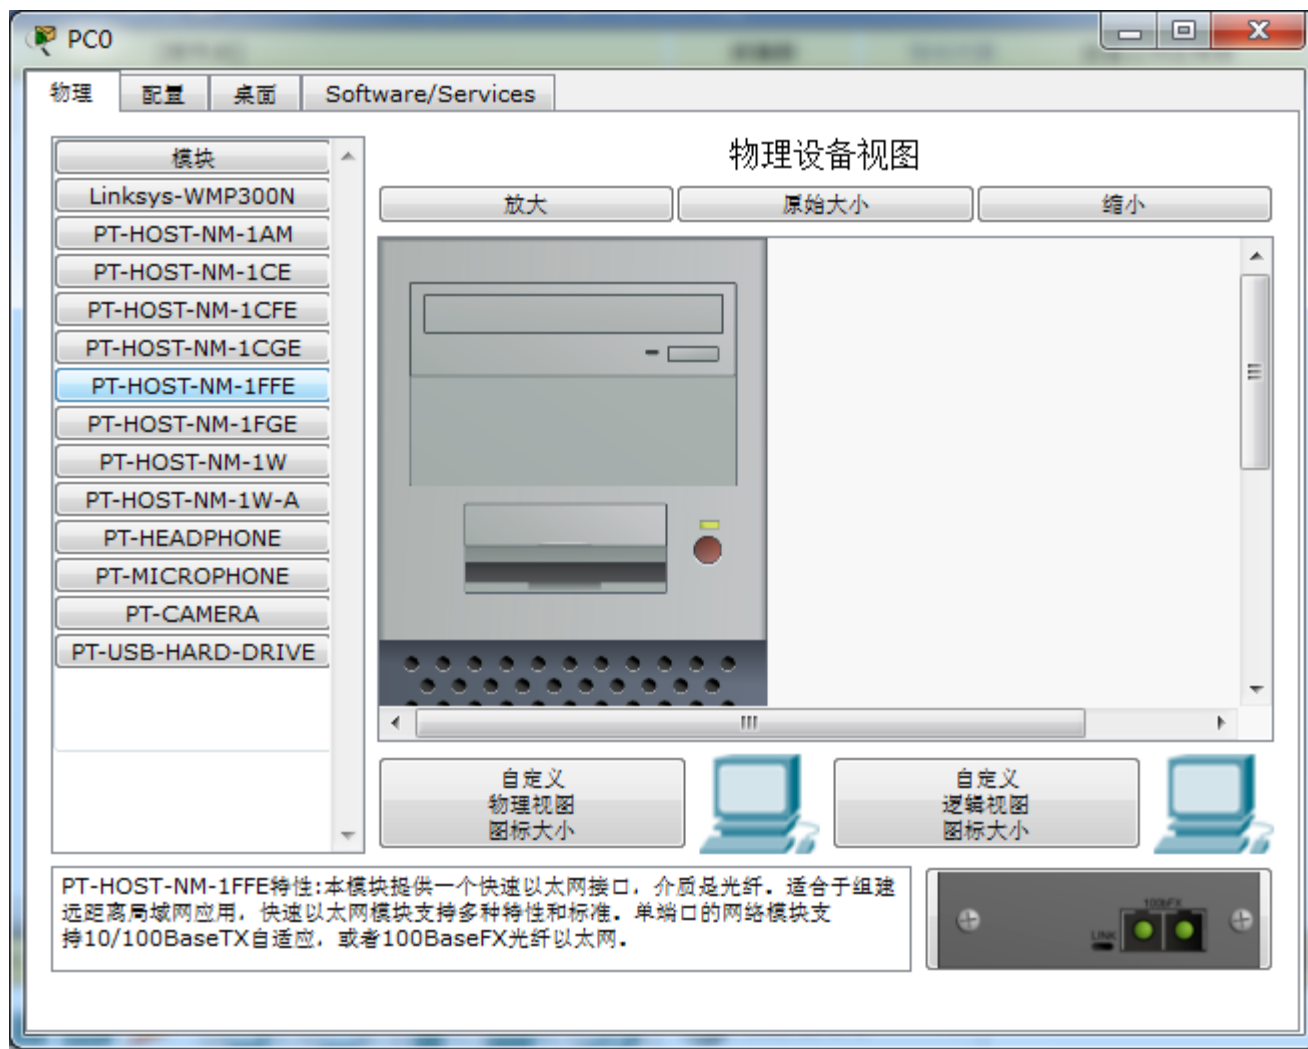 PC0
物理
配置
桌面
Software/Services
模块
Linksys-WMP300N
PT-HOST-NM-1AM
PT-HOST-NM-1CE
PT-HOST-NM-1CFE
PT-HOST-NM-1CGE
PT-HOST-NM-1FFE
PT-HOST-NM-1FGE
PT-HOST-NM-1W
PT-HOST-NM-1W-A
PT-HEADPHONE
PT-MICROPHONE
PT-CAMERA
PT-USB-HARD-DRIVE
物理设备视图
放大
原始大小
缩小
自定义
物理视图
图标大小
自定义
逻辑视图
图标大小
PT-HOST-NM-1FFE特性:本模块提供一个快速以太网接口，介质是光纤．适合于组建
远距离局域网应用，快速以太网模块支持多种特性和标准．单端口的网络模块支
持10/100BaseTX自适应，或者100BaseFX光纤以太网．
100bFX
LINK